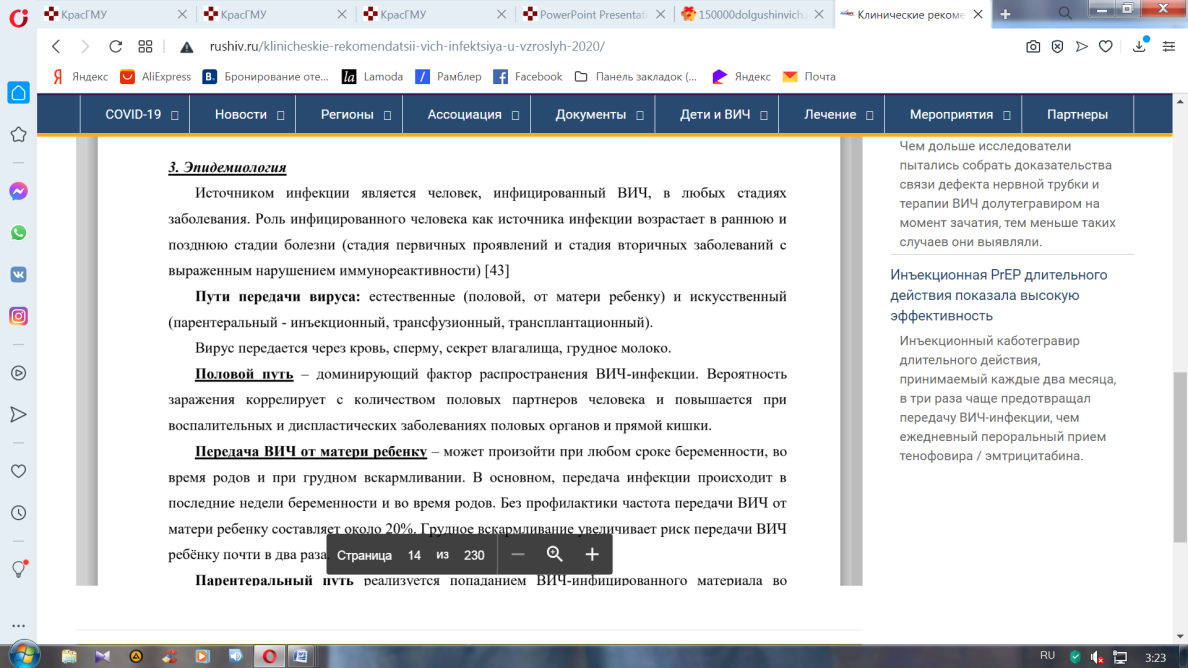 КрасГМУ
КрасГМУ
КрасГМУ
PowerPoint Presentati
150000dolgushinvich.
Клинические рекоме
rushiv.ru/klinicheskie-rekomendatsii-vich-infektsiya-u-vzroslyh-2020/
Яндекс AliExpress Бронирование оте... Lamoda Рамблер Facebook Панель закладок (... Яндекс Почта
COVID-19 Новости Регионы Ассоциация Документы Дети и ВИЧ Лечение Мероприятия Партнеры
3. Эпидемиология
Источником инфекции является человек, инфицированный ВИЧ, в любых стадиях
заболевания. Роль инфицированного человека как источника инфекции возрастает в раннюю и
позднюю стадии болезни (стадия первичных проявлений и стадия вторичных заболеваний с
выраженным нарушением иммунореактивности) [43]
Пути передачи вируса: естественные (половой, от матери ребенку) и искусственный
(парентеральный - инъекционный, трансфузионный, трансплантационный).
Вирус передается через кровь, сперму, секрет влагалища, грудное молоко.
Половой путь – доминирующий фактор распространения ВИЧ-инфекции. Вероятность
заражения коррелирует с количеством половых партнеров человека и повышается при
воспалительных и диспластических заболеваниях половых органов и прямой кишки.
Передача ВИЧ от матери ребенку – может произойти при любом сроке беременности, во
время родов и при грудном вскармливании. В основном, передача инфекции происходит в
последние недели беременности и во время родов. Без профилактики частота передачи ВИЧ от
матери ребенку составляет около 20%. Грудное вскармливание увеличивает риск передачи ВИЧ
ребёнку почти в два раза.
Парентеральный путь реализуется попаданием ВИЧ-инфицированного материала во
Страница 14 из 230
Чем дольше исследователи
пытались собрать доказательства
связи дефекта нервной трубки и
терапии ВИЧ долутегравиром на
момент зачатия, тем меньше таких
случаев они выявляли.
Инъекционная PrEP длительного
действия показала высокую
эффективность
Инъекционный каботегравир
длительного действия,
принимаемый каждые два месяца,
в три раза чаще предотвращал
передачу ВИЧ-инфекции, чем
ежедневный пероральный прием
тенофовира / эмтрицитабина.
RU
3:23